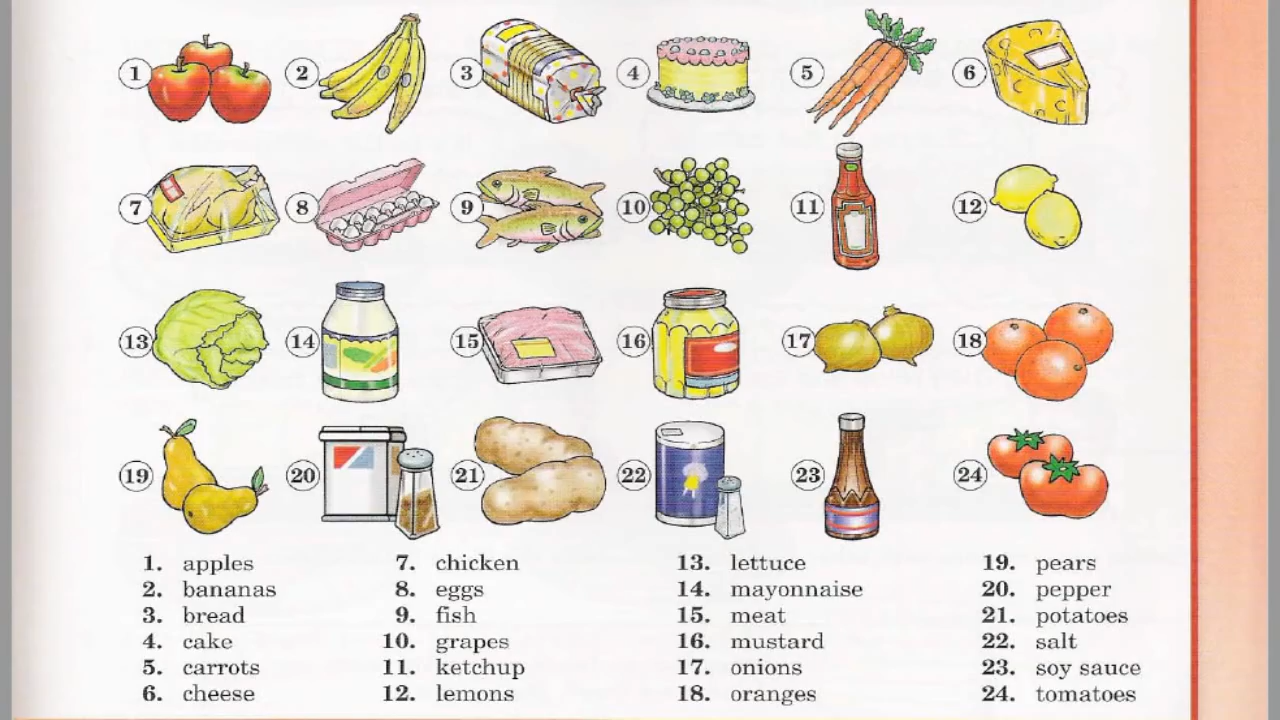 1
2
3
4
5
6
7
8
9
10
11
12
13
14
15
16
17
18
19
20
21
22
23
24
1. apples
2. bananas
3. bread
4. cake
5. carrots
6. cheese
7. chicken
8. eggs
9. fish
10. grapes
11. ketchup
12. lemons
13. lettuce
14. mayonnaise
15. meat
16. mustard
17. onions
18. oranges
19. pears
20. pepper
21. potatoes
22. salt
23. soy sauce
24. tomatoes